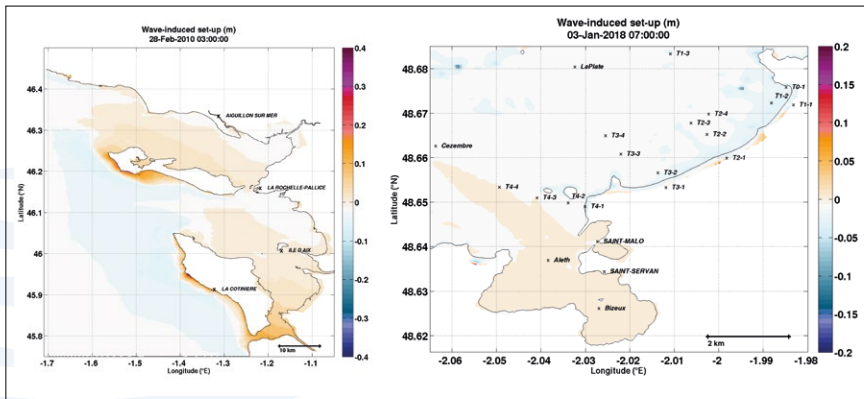 Wave-induced set-up (m)
28-Feb-2010 03:00:00
46.4
46.3
46.2
46.1
46
45.9
45.8
Latitude (°N)
AIGUILLON SUR MER
LA ROCHELLE-PALLICE
ILE D'AIX
LA COTINIERE
10 km
-1.7
-1.6
-1.5
-1.4
-1.3
-1.2
-1.1
Longitude (°E)
0.4
0.3
0.2
0.1
0
-0.1
-0.2
-0.3
-0.4
Wave-induced set-up (m)
03-Jan-2018 07:00:00
48.68
48.67
48.66
48.65
48.64
48.63
48.62
Latitude (°N)
T1-3
LaPlate
T0-1
T1-2
T1-1
T2-4
T2-3
T2-2
T3-4
Cezembre
T3-3
T2-1
T3-2
T4-4
T3-1
T4-3
T4-2
T4-1
SAINT-MALO
Aleth
SAINT-SERVAN
Bizeux
2 km
-2.06
-2.05
-2.04
-2.03
-2.02
-2.01
-2
-1.99
-1.98
Longitude (°E)
0.2
0.15
0.1
0.05
0
-0.05
-0.1
-0.15
-0.2